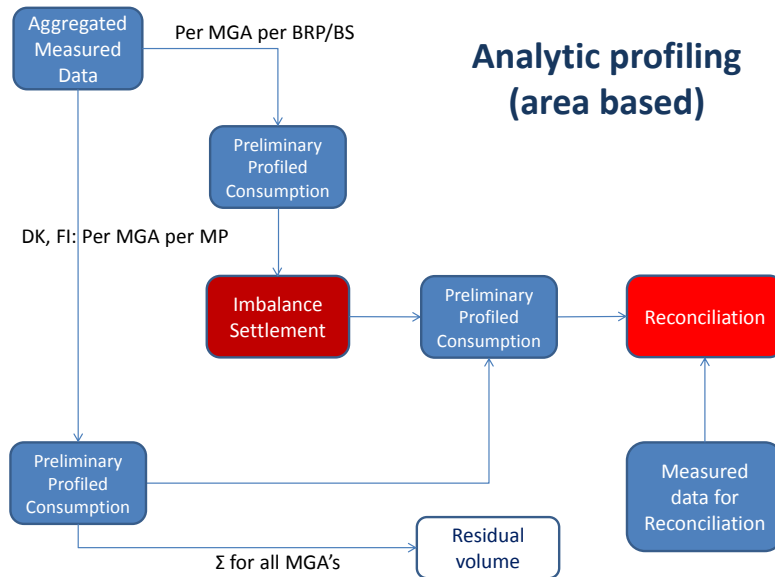 Aggregated
Measured
Data
Per MGA per BRP/BS
Analytic profiling
(area based)
Preliminary
Profiled
Consumption
DK, FI: Per MGA per MP
Imbalance
Settlement
Preliminary
Profiled
Consumption
Reconciliation
Preliminary
Profiled
Consumption
Measured
data for
Reconciliation
Residual
volume
Σ for all MGA's